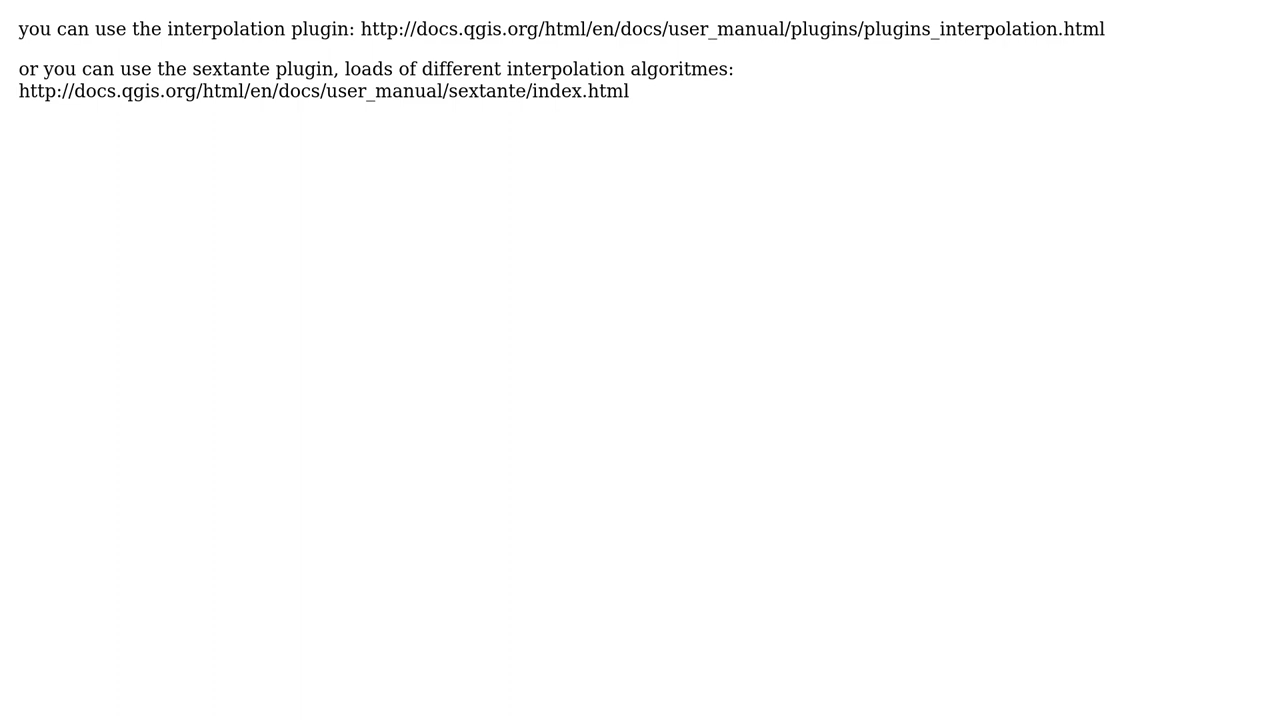 you can use the interpolation plugin: http://docs.qgis.org/html/en/docs/user_manual/plugins/plugins_interpolation.html
or you can use the sextante plugin, loads of different interpolation algoritmes:
http://docs.qgis.org/html/en/docs/user_manual/sextante/index.html